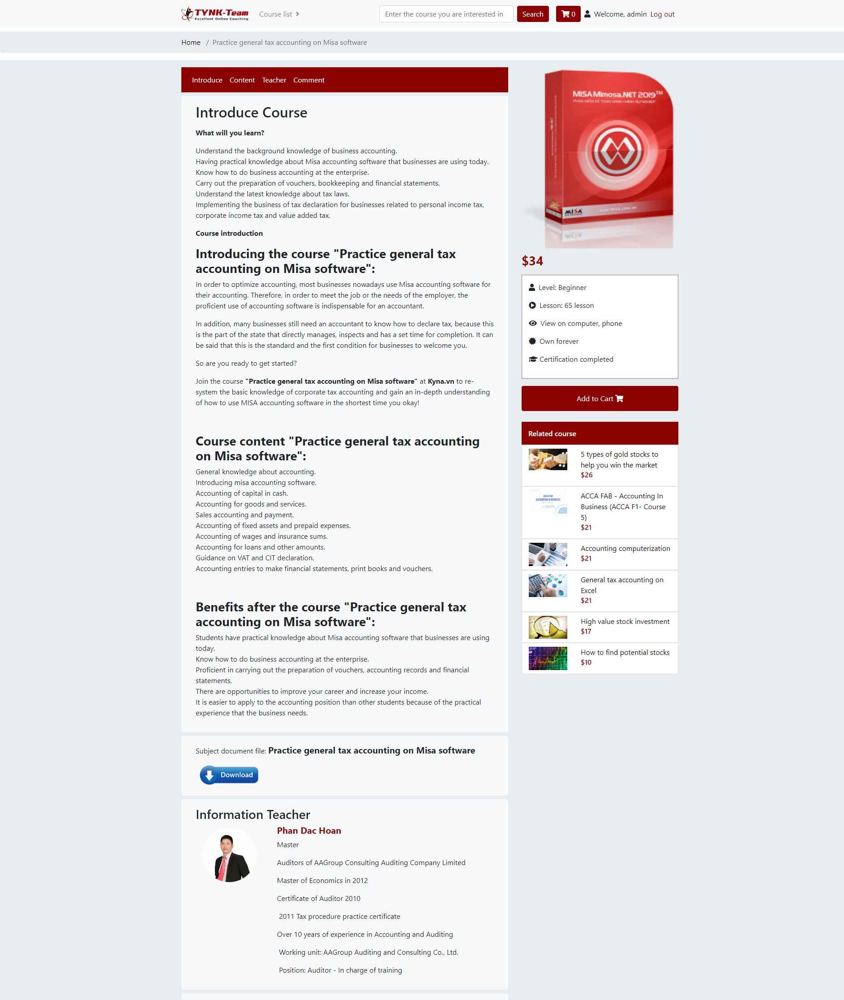 TYNK-Team
Excellent Online Coaching
Course list
Enter the course you are interested in
Search
0
Welcome, admin
Log out
Home / Practice general tax accounting on Misa software
Introduce
Content
Teacher
Comment
Introduce Course
What will you learn?
Understand the background knowledge of business accounting.
Having practical knowledge about Misa accounting software that businesses are using today.
Know how to do business accounting at the enterprise.
Carry out the preparation of vouchers, bookkeeping and financial statements.
Understand the latest knowledge about tax laws.
Implementing the business of tax declaration for businesses related to personal income tax,
corporate income tax and value added tax.
Course introduction
Introducing the course "Practice general tax
accounting on Misa software":
In order to optimize accounting, most businesses nowadays use Misa accounting software for
their accounting. Therefore, in order to meet the job or the needs of the employer, the
proficient use of accounting software is indispensable for an accountant.
In addition, many businesses still need an accountant to know how to declare tax, because this
is the part of the state that directly manages, inspects and has a set time for completion. It can
be said that this is the standard and the first condition for businesses to welcome you.
So are you ready to get started?
Join the course "Practice general tax accounting on Misa software" at Kyna.vn to re-
system the basic knowledge of corporate tax accounting and gain an in-depth understanding
of how to use MISA accounting software in the shortest time you okay!
Course content "Practice general tax accounting
on Misa software":
General knowledge about accounting.
Introducing misa accounting software.
Accounting of capital in cash.
Accounting for goods and services.
Sales accounting and payment.
Accounting of fixed assets and prepaid expenses.
Accounting of wages and insurance sums.
Accounting for loans and other amounts.
Guidance on VAT and CIT declaration.
Accounting entries to make financial statements, print books and vouchers.
Benefits after the course "Practice general tax
accounting on Misa software":
Students have practical knowledge about Misa accounting software that businesses are using
today.
Know how to do business accounting at the enterprise.
Proficient in carrying out the preparation of vouchers, accounting records and financial
statements.
There are opportunities to improve your career and increase your income.
It is easier to apply to the accounting position than other students because of the practical
experience that the business needs.
Subject document file: Practice general tax accounting on Misa software
Download
Information Teacher
Phan Dac Hoan
Master
Auditors of AAGroup Consulting Auditing Company Limited
Master of Economics in 2012
Certificate of Auditor 2010
2011 Tax procedure practice certificate
Over 10 years of experience in Accounting and Auditing
Working unit: AAGroup Auditing and Consulting Co., Ltd.
Position: Auditor - In charge of training
MISA Mimosa.NET 2019™
PHẦN MỀM KẾ TOÁN HÀNH CHÍNH SỰ NGHIỆP
MISA
www.misa.com.vn
$34
Level: Beginner
Lesson: 65 lesson
View on computer, phone
Own forever
Certification completed
Add to Cart
Related course
5 types of gold stocks to
help you win the market
$26
ACCA FAB
ACCOUNTING IN BUSINESS
ACCA FAB - Accounting In
Business (ACCA F1- Course
5)
$21
Accounting computerization
$21
General tax accounting on
Excel
$21
High value stock investment
$17
How to find potential stocks
$10